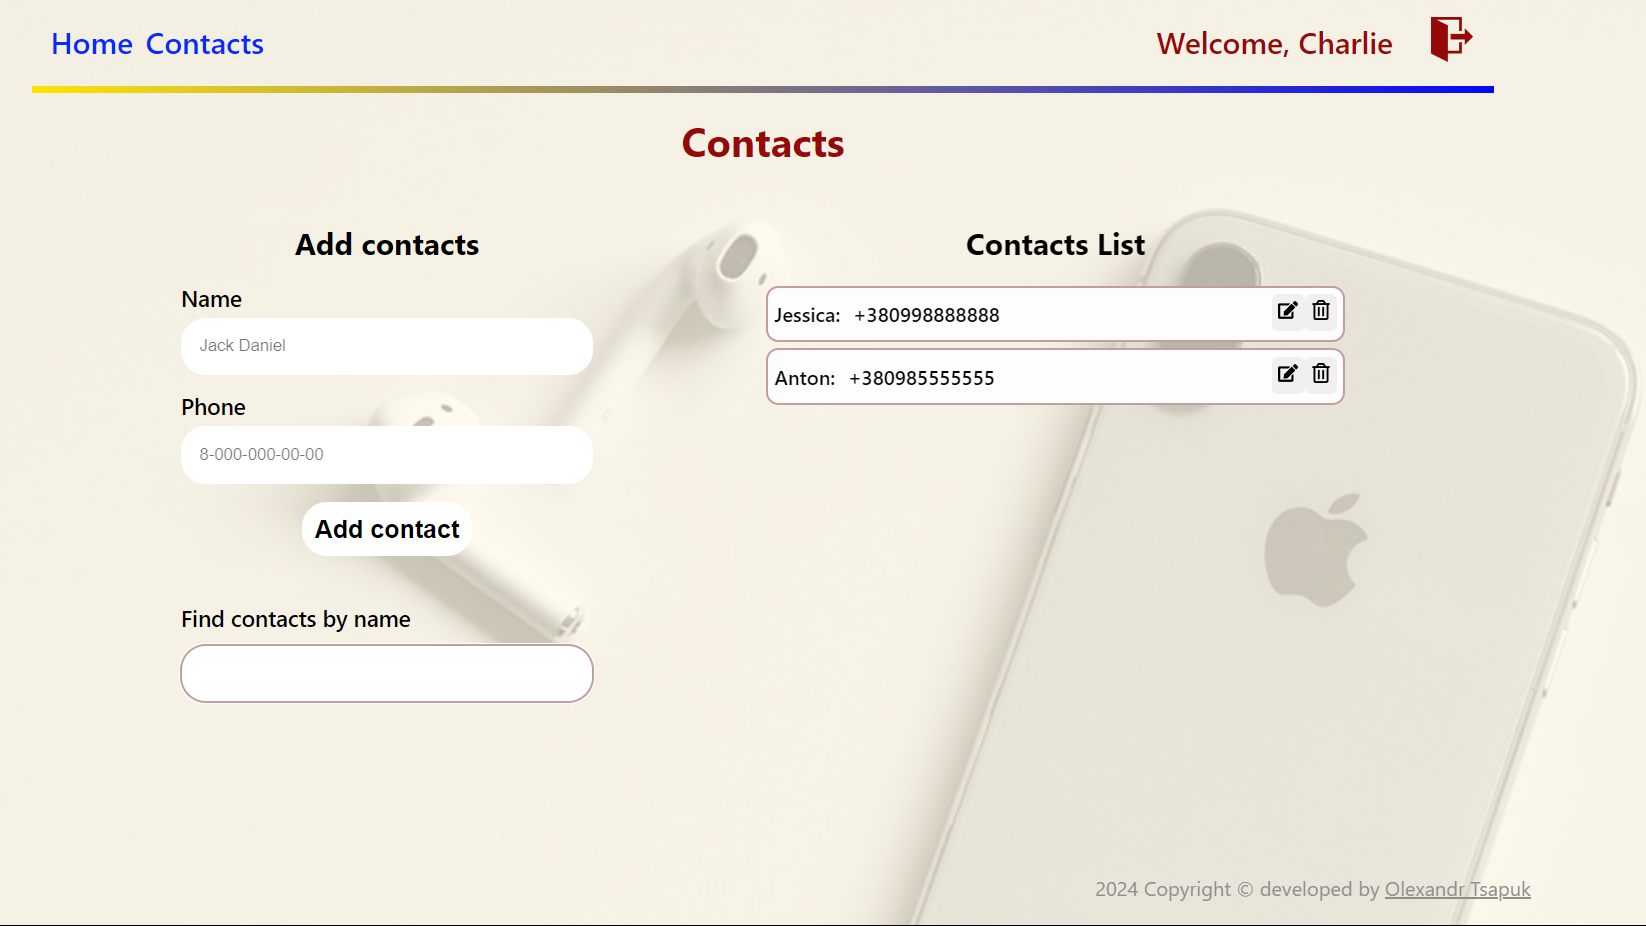 Home Contacts
Welcome, Charlie
Contacts
Add contacts
Name
Jack Daniel
Phone
8-000-000-00-00
Add contact
Find contacts by name
Contacts List
Jessica: +380998888888
Anton: +380985555555
2024 Copyright © developed by Olexandr Tsapuk